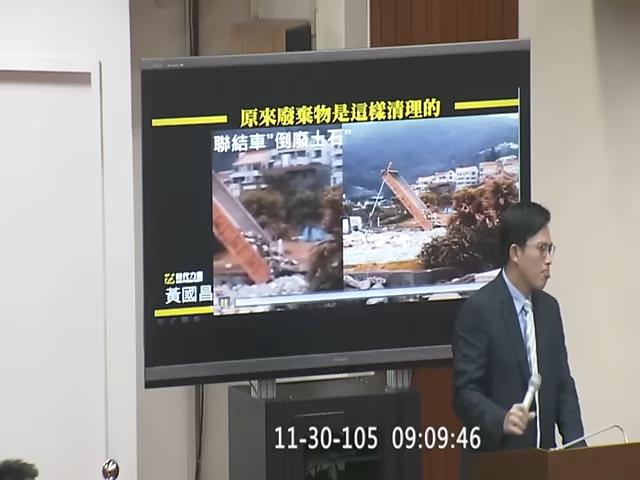 原來廢棄物是這樣清理的
聯結車"倒廢土石"
時代力量
黃國昌
11-30-105 09:09:46